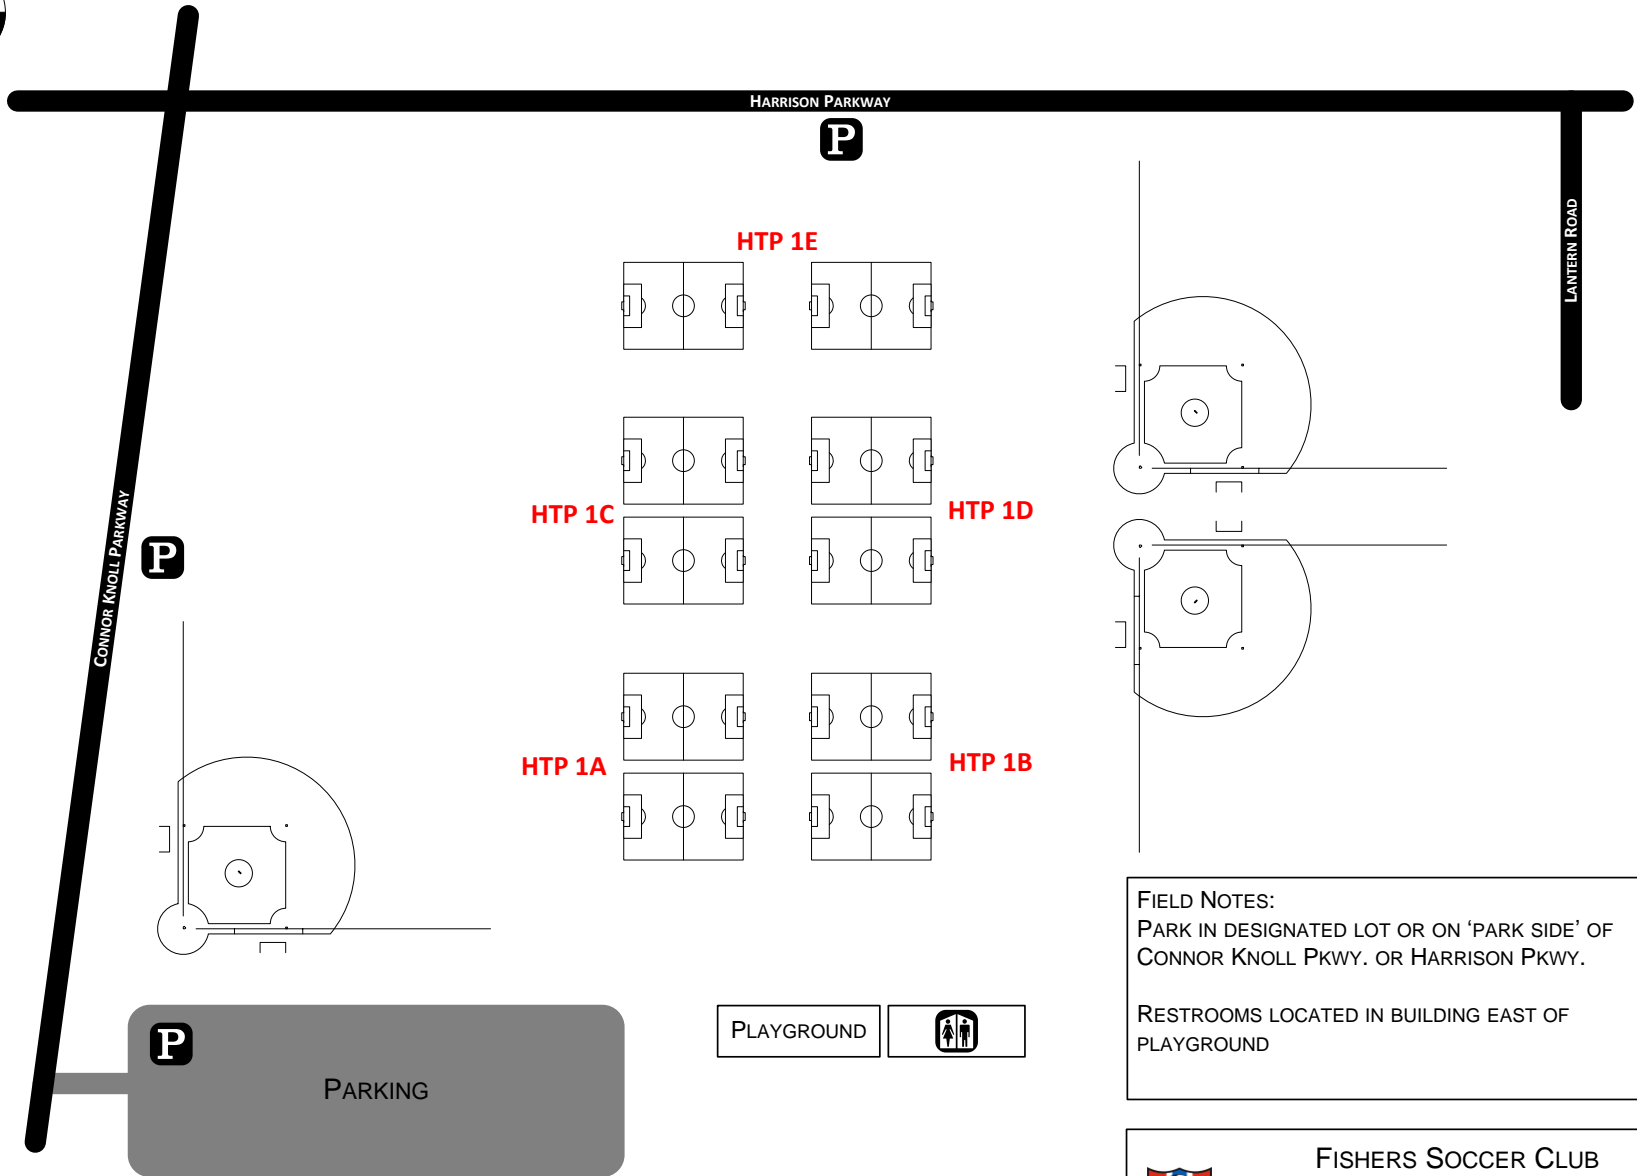 HARRISON PARKWAY
P
LANTERN ROAD
HTP 1E
CONNOR KNOLL PARKWAY
P
HTP 1C
HTP 1D
HTP 1A
HTP 1B
FIELD NOTES:
PARK IN DESIGNATED LOT OR ON ‘PARK SIDE’ OF
CONNOR KNOLL PKWY. OR HARRISON PKWY.
RESTROOMS LOCATED IN BUILDING EAST OF
PLAYGROUND
P
PARKING
PLAYGROUND
FISHERS SOCCER CLUB